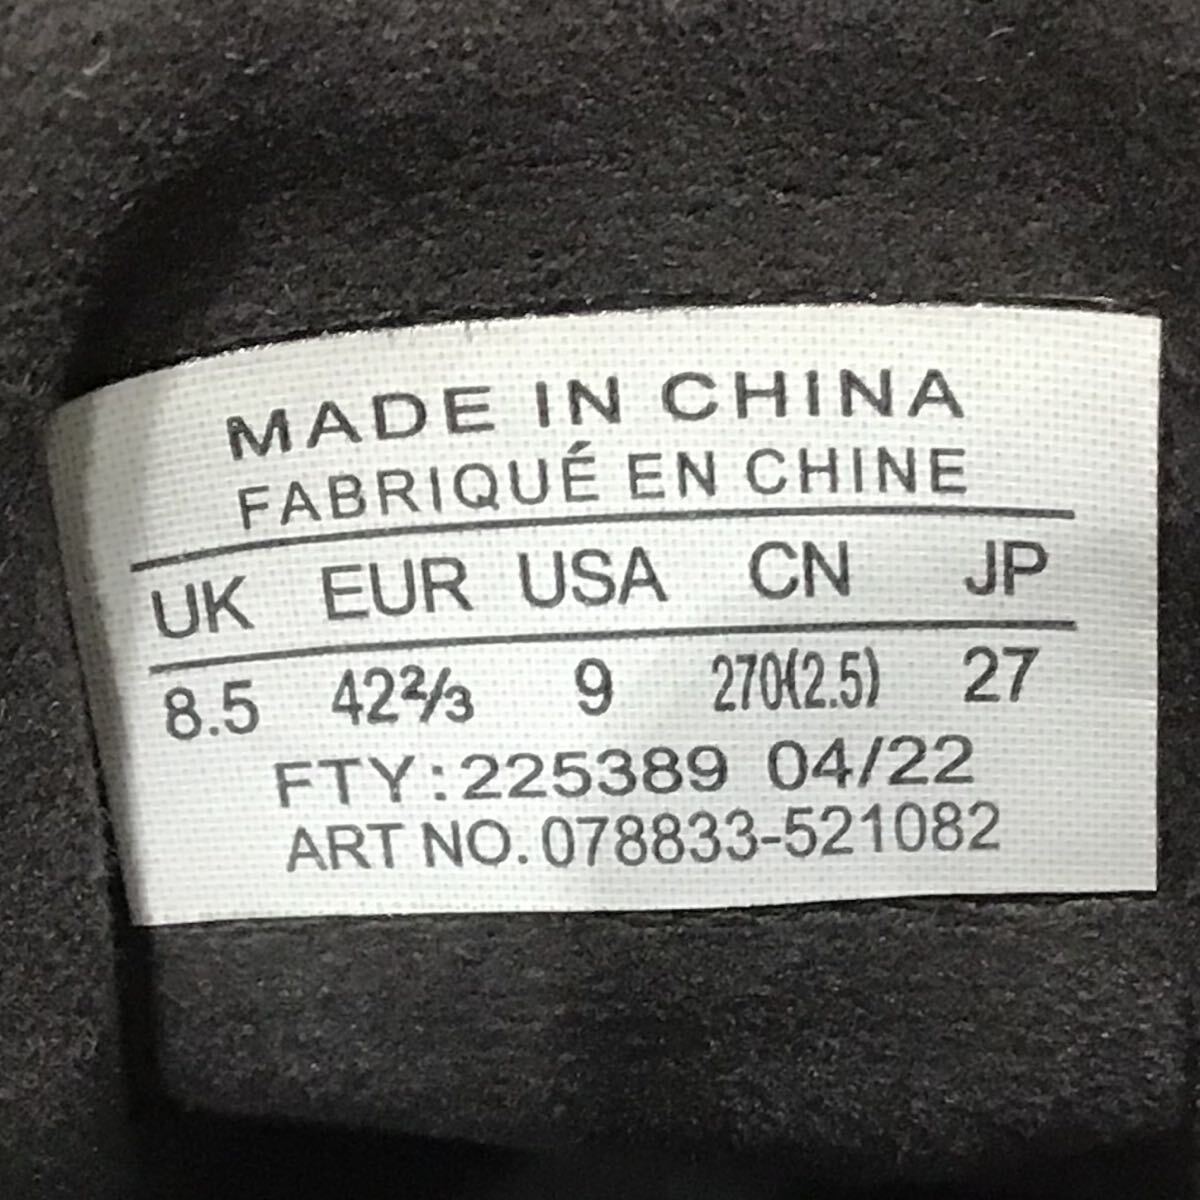 MADE IN CHINA
FABRIQUÉ EN CHINE
UK EUR USA CN JP
8.5 42⅔ 9 270(2.5) 27
FTY:225389 04/22
ART NO.078833-521082